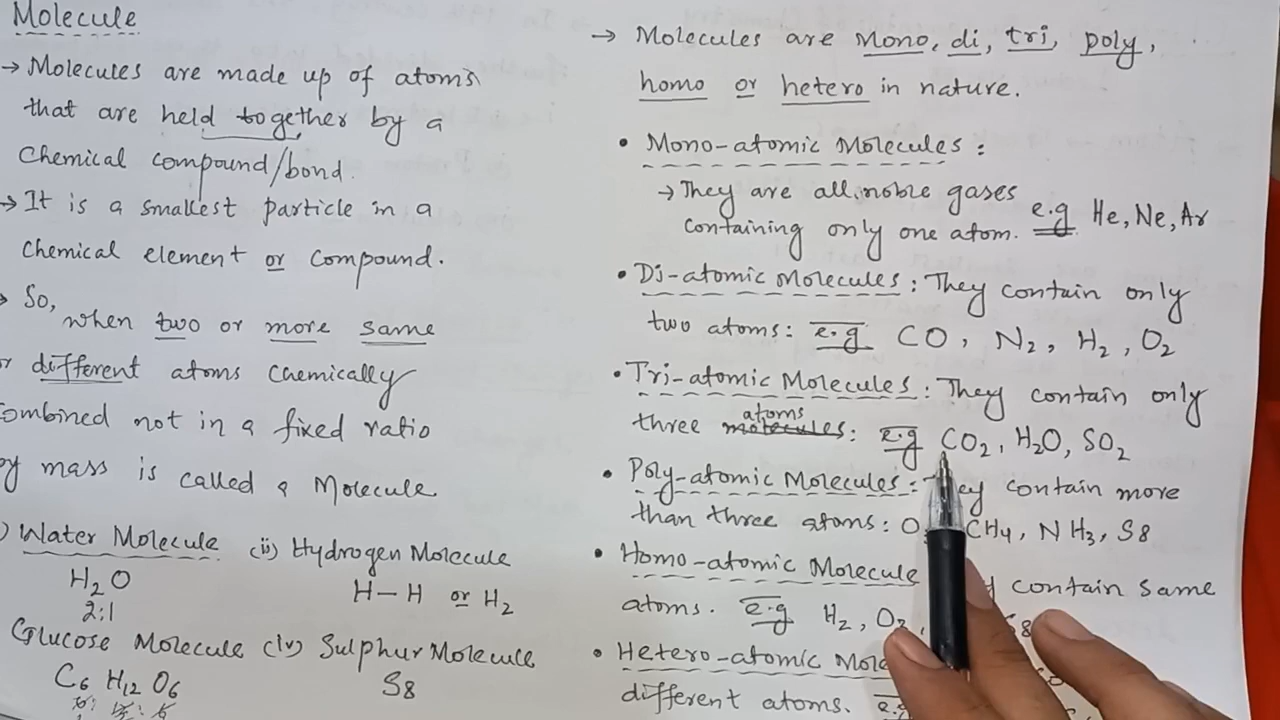 Molecule
→ Molecules are made up of atoms
that are held together by a
Chemical compound/bond.
→ It is a smallest particle in a
Chemical element or compound.
So,
when two or more same
different atoms chemically
combined not in a fixed ratio
by mass is called a Molecule.
Water Molecule (ii) Hydrogen Molecule
H2O H-H or H2
2:1
Glucose Molecule (iv) Sulphur Molecule
C6 H12 O6 S8
→ Molecules are Mono, di, tri, poly,
homo or hetero in nature.
• Mono-atomic Molecules:
→ They are all noble gases
containing only one atom. e.g He, Ne, Ar
• Di-atomic Molecules: They contain only
two atoms: e.g CO, N2, H2, O2
• Tri-atomic Molecules: They contain only
three atoms: e.g CO2, H2O, SO2
• Poly-atomic Molecules: contain more
than three atoms: CH4, NH3, S8
• Homo-atomic Molecule contain same
atoms. e.g H2,
• Hetero-atomic
different atoms.